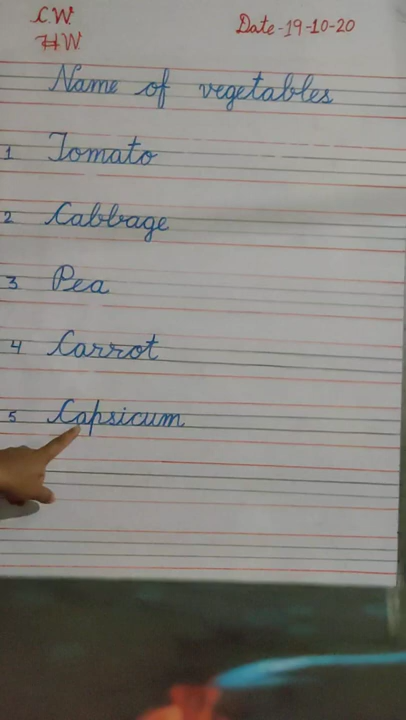 C.W.
H.W.
Date-19-10-20
Name of vegetables
1 Tomato
2 Cabbage
3 Pea
4 Carrot
5 Capsicum